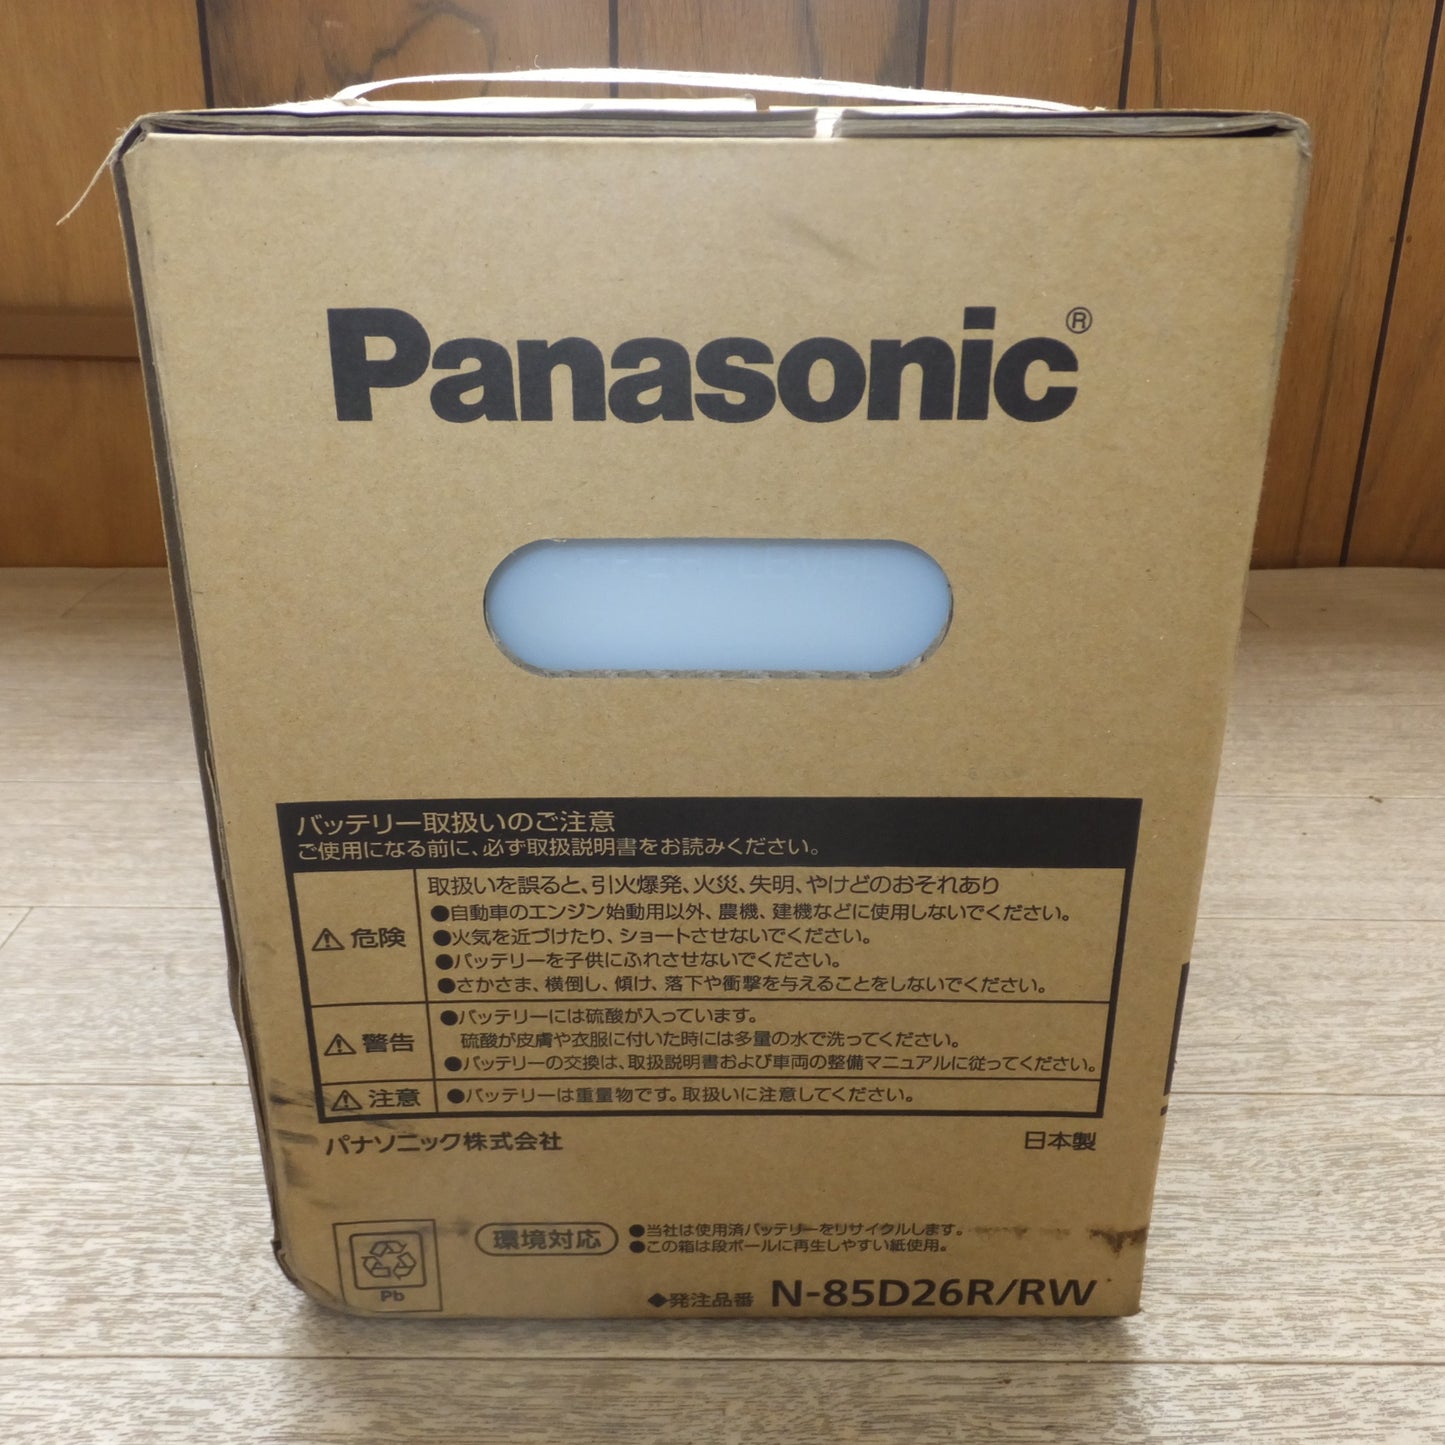 Panasonic®
バッテリー取扱いのご注意
ご使用になる前に、必ず取扱説明書をお読みください。
危険
取扱いを誤ると、引火爆発、火災、失明、やけどのおそれあり
●自動車のエンジン始動用以外、農機、建機などに使用しないでください。
●火気を近づけたり、ショートさせないでください。
●バッテリーを子供にふれさせないでください。
●さかさま、横倒し、傾け、落下や衝撃を与えることをしないでください。
警告
●バッテリーには硫酸が入っています。
硫酸が皮膚や衣服に付いた時には多量の水で洗ってください。
●バッテリーの交換は、取扱説明書および車両の整備マニュアルに従ってください。
注意
●バッテリーは重量物です。取扱いに注意してください。
パナソニック株式会社
日本製
Pb
環境対応
●当社は使用済バッテリーをリサイクルします。
●この箱は段ボールに再生しやすい紙使用。
◆発注品番 N-85D26R/RW